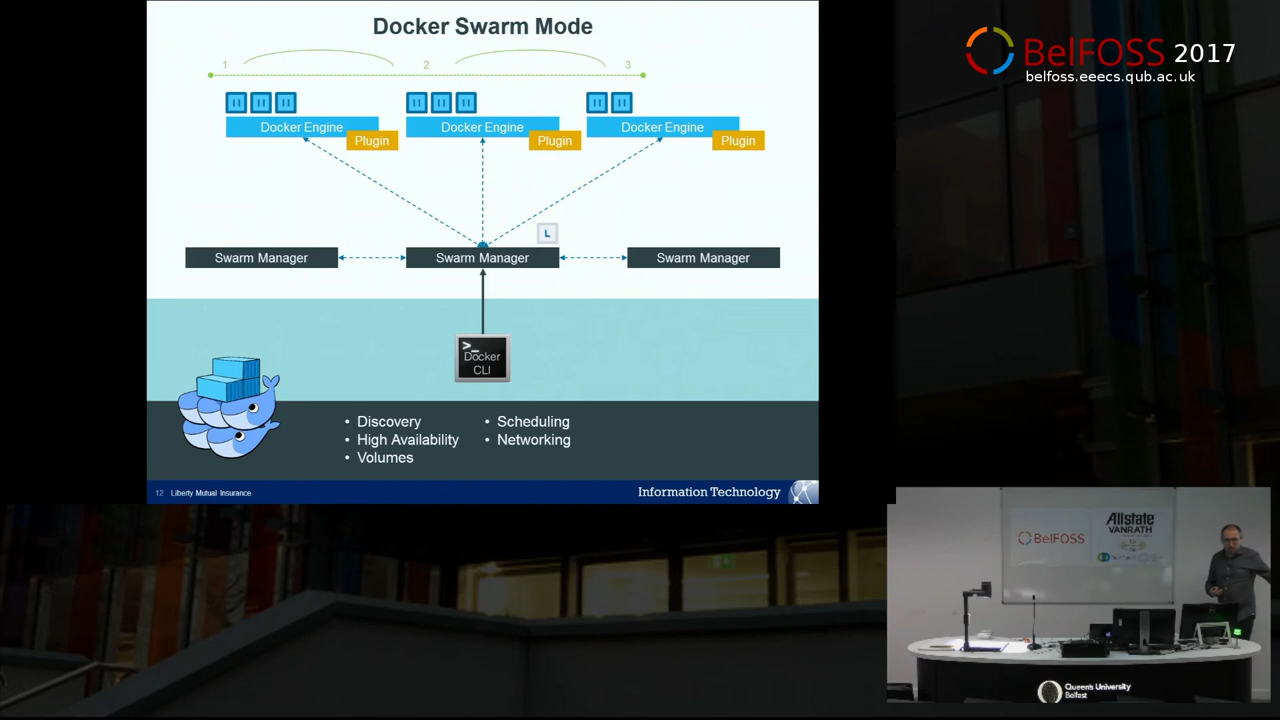 Docker Swarm Mode
1
2
3
Docker Engine
Plugin
Docker Engine
Plugin
Docker Engine
Plugin
L
Swarm Manager
Swarm Manager
Swarm Manager
>_
Docker
CLI
• Discovery
• High Availability
• Volumes
• Scheduling
• Networking
12 Liberty Mutual Insurance
Information Technology
BelFOSS 2017
belfoss.eeecs.qub.ac.uk
BelFOSS
Allstate
VANRATH
Queen's University
Belfast